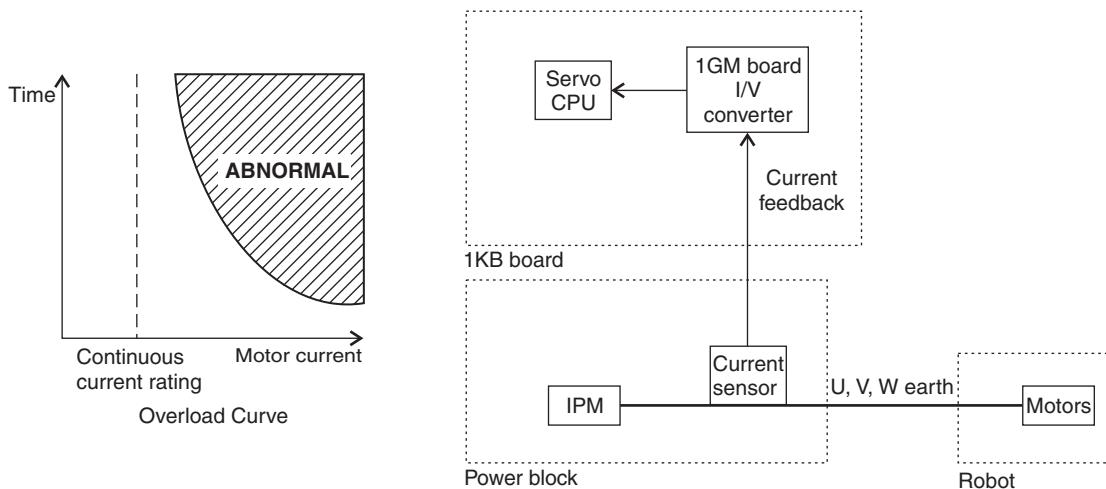 Time
ABNORMAL
Continuous
current rating
Motor current
Overload Curve
Servo
CPU
1GM board
I/V
converter
Current
feedback
1KB board
IPM
Current
sensor
U, V, W earth
Motors
Power block
Robot